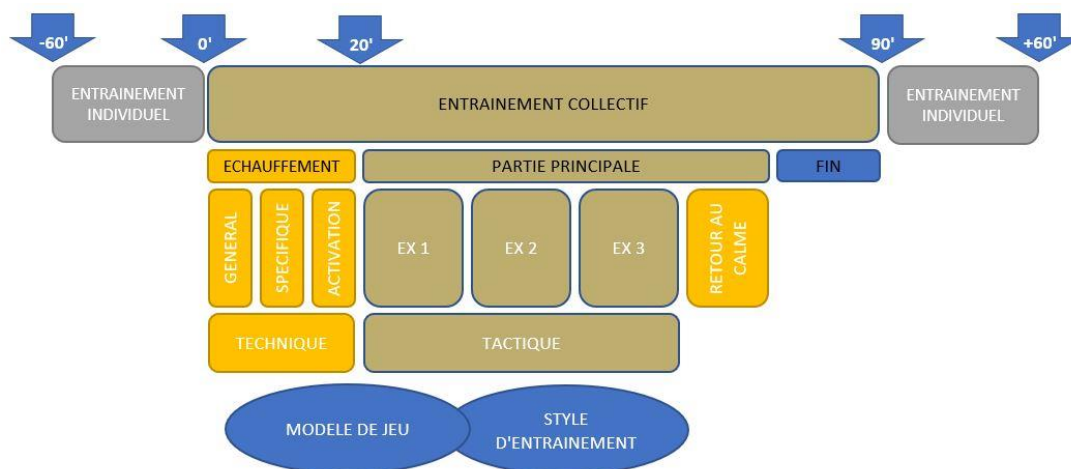 -60'
0'
20'
90'
+60'
ENTRAINEMENT
INDIVIDUEL
ENTRAINEMENT COLLECTIF
ENTRAINEMENT
INDIVIDUEL
ECHAUFFEMENT
PARTIE PRINCIPALE
FIN
GENERAL
SPECIFIQUE
ACTIVATION
EX 1
EX 2
EX 3
RETOUR AU
CALME
TECHNIQUE
TACTIQUE
MODELE DE JEU
STYLE
D'ENTRAINEMENT